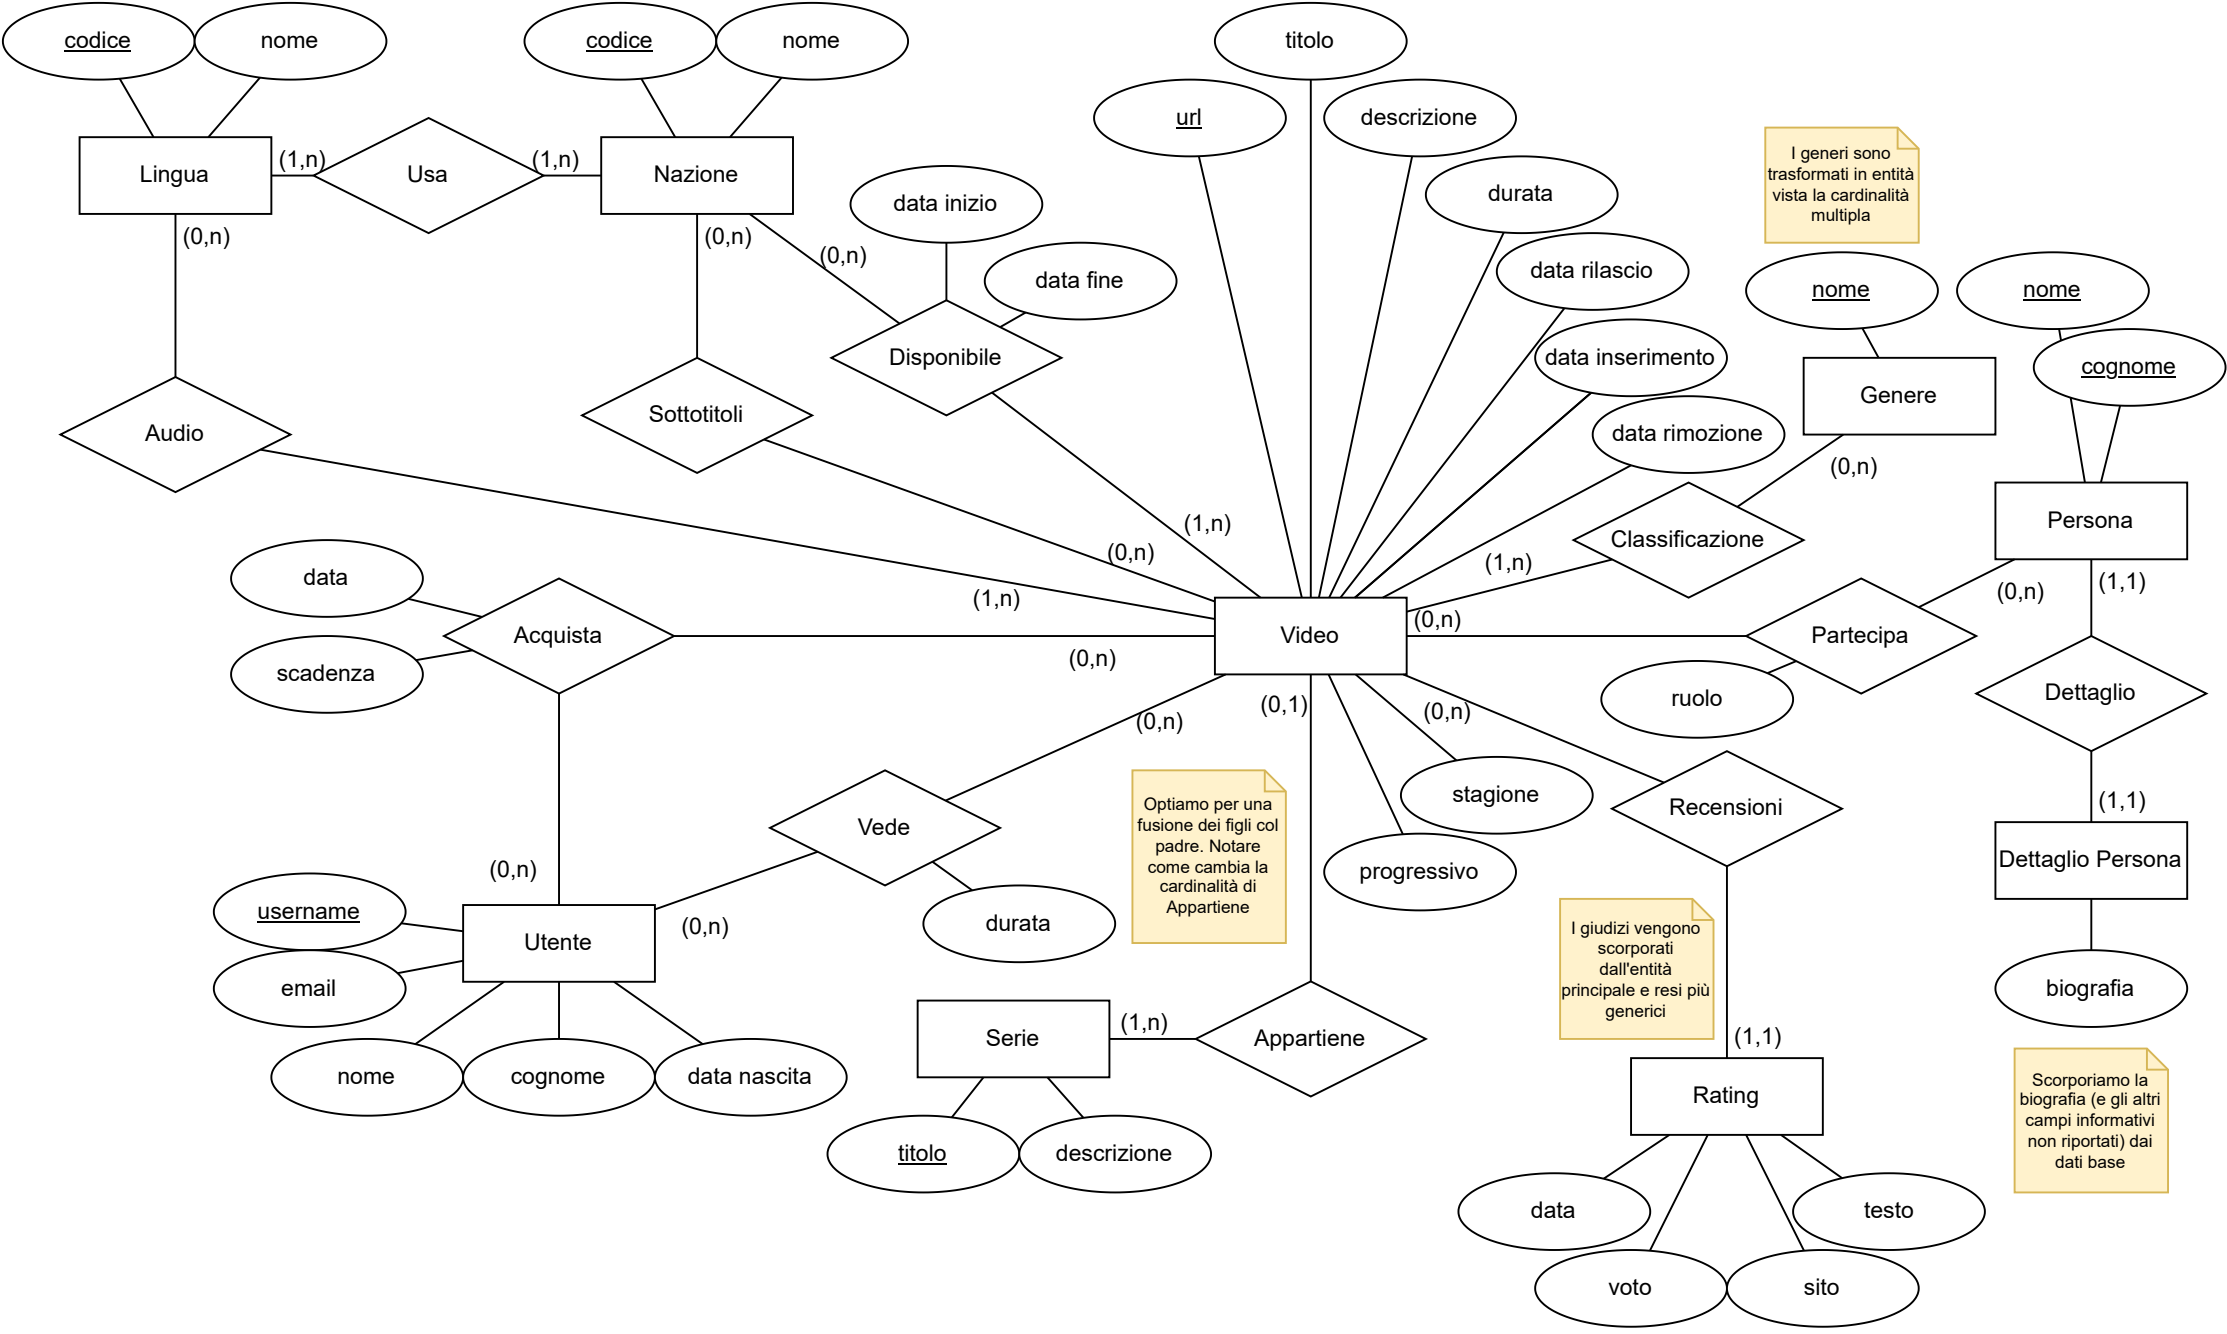 codice
nome
codice
nome
titolo
url
descrizione
durata
data rilascio
data inserimento
data rimozione
Lingua
(1,n)
Usa
(1,n)
Nazione
(0,n)
(0,n)
(0,n)
data inizio
data fine
Disponibile
Audio
Sottotitoli
(1,n)
(0,n)
(1,n)
I generi sono
trasformati in entità
vista la cardinalità
multipla
nome
Genere
(0,n)
Classificazione
(1,n)
nome
cognome
Persona
(0,n)
(1,1)
Partecipa
(0,n)
ruolo
Dettaglio
(1,1)
Dettaglio Persona
biografia
Scorporiamo la
biografia (e gli altri
campi informativi
non riportati) dai
dati base
Video
data
scadenza
Acquista
(0,n)
(0,n)
(0,n)
(0,1)
(0,n)
Vede
durata
(0,n)
username
email
Utente
nome
cognome
data nascita
Optiamo per una
fusione dei figli col
padre. Notare
come cambia la
cardinalità di
Appartiene
stagione
progressivo
Recensioni
I giudizi vengono
scorporati
dall'entità
principale e resi più
generici
Serie
(1,n)
Appartiene
titolo
descrizione
(1,1)
Rating
data
voto
sito
testo